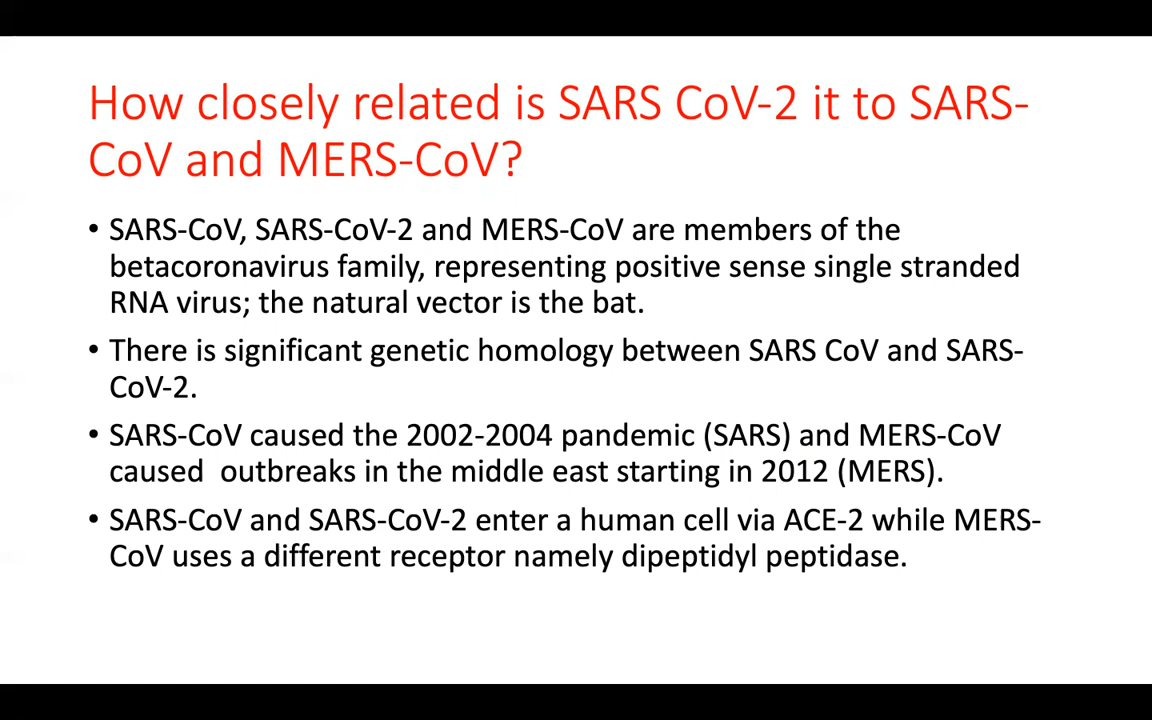 How closely related is SARS CoV-2 it to SARS-
CoV and MERS-CoV?
• SARS-CoV, SARS-CoV-2 and MERS-CoV are members of the
betacoronavirus family, representing positive sense single stranded
RNA virus; the natural vector is the bat.
• There is significant genetic homology between SARS CoV and SARS-
CoV-2.
• SARS-CoV caused the 2002-2004 pandemic (SARS) and MERS-CoV
caused  outbreaks in the middle east starting in 2012 (MERS).
• SARS-CoV and SARS-CoV-2 enter a human cell via ACE-2 while MERS-
CoV uses a different receptor namely dipeptidyl peptidase.